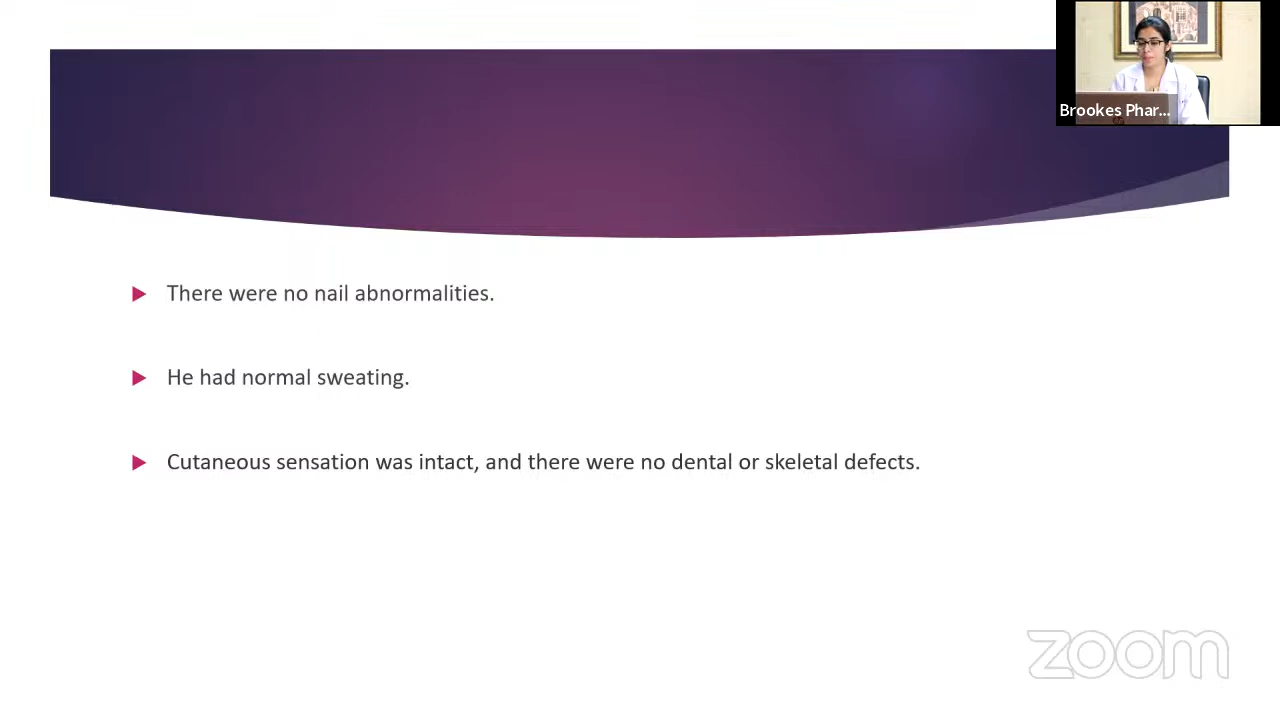 Brookes Phar...
There were no nail abnormalities.
He had normal sweating.
Cutaneous sensation was intact, and there were no dental or skeletal defects.
zoom